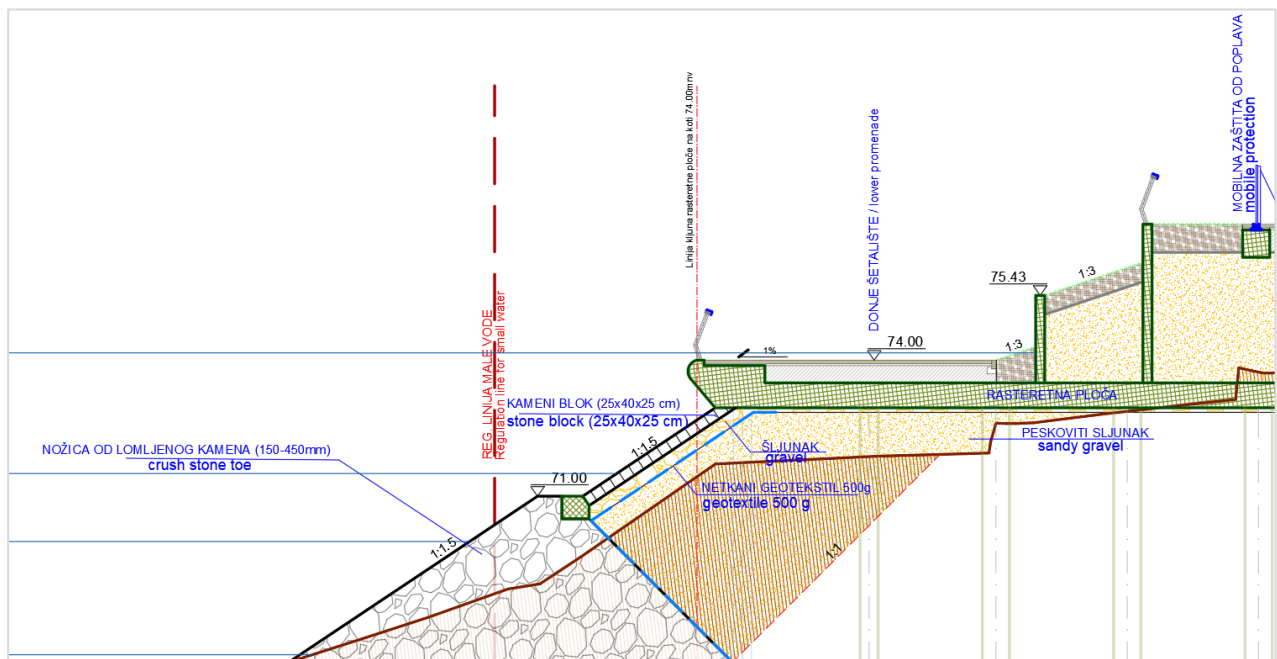 MOBILNA ZAŠTITA OD POPLAVA
mobile protection
Linija kljuna rasteretne ploče na koti 74.00mnv
DONJE ŠETALIŠTE / lower promenade
75.43
1:3
REG. LINIJA MALE VODE
Regulation line for small water
74.00
1:3
1%
RASTERETNA PLOČA
KAMENI BLOK (25x40x25 cm)
stone block (25x40x25 cm)
1:1.5
ŠLJUNAK
gravel
PESKOVITI SLJUNAK
sandy gravel
NOŽICA OD LOMLJENOG KAMENA (150-450mm)
crush stone toe
71.00
NETKANI GEOTEKSTIL 500g
geotextile 500 g
1:1.5
1:1